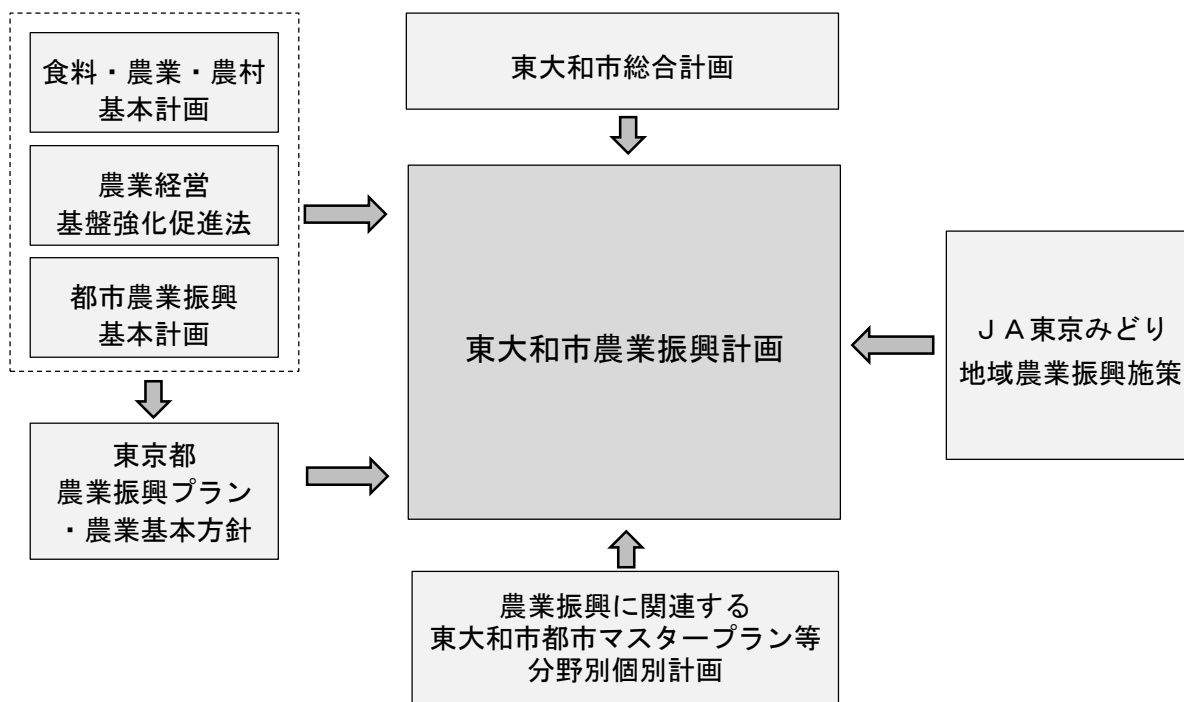 食料・農業・農村
基本計画
農業経営
基盤強化促進法
都市農業振興
基本計画
東京都
農業振興プラン
・農業基本方針
東大和市総合計画
東大和市農業振興計画
農業振興に関連する
東大和市都市マスタープラン等
分野別個別計画
ＪＡ東京みどり
地域農業振興施策